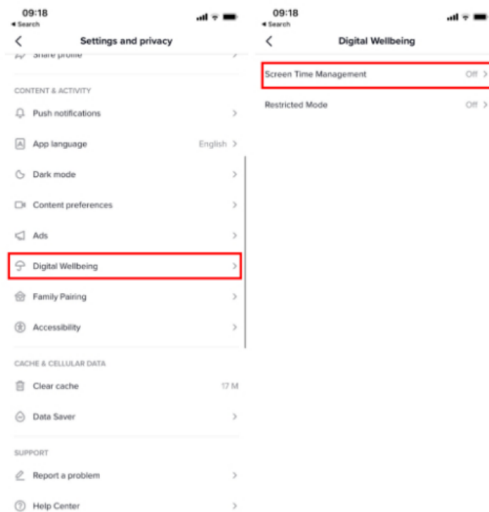 09:18
◀ Search
Settings and privacy
Share profile
CONTENT & ACTIVITY
Push notifications
App language English
Dark mode
Content preferences
Ads
Digital Wellbeing
Family Pairing
Accessibility
CACHE & CELLULAR DATA
Clear cache 17 M
Data Saver
SUPPORT
Report a problem
Help Center
09:18
◀ Search
Digital Wellbeing
Screen Time Management Off
Restricted Mode Off